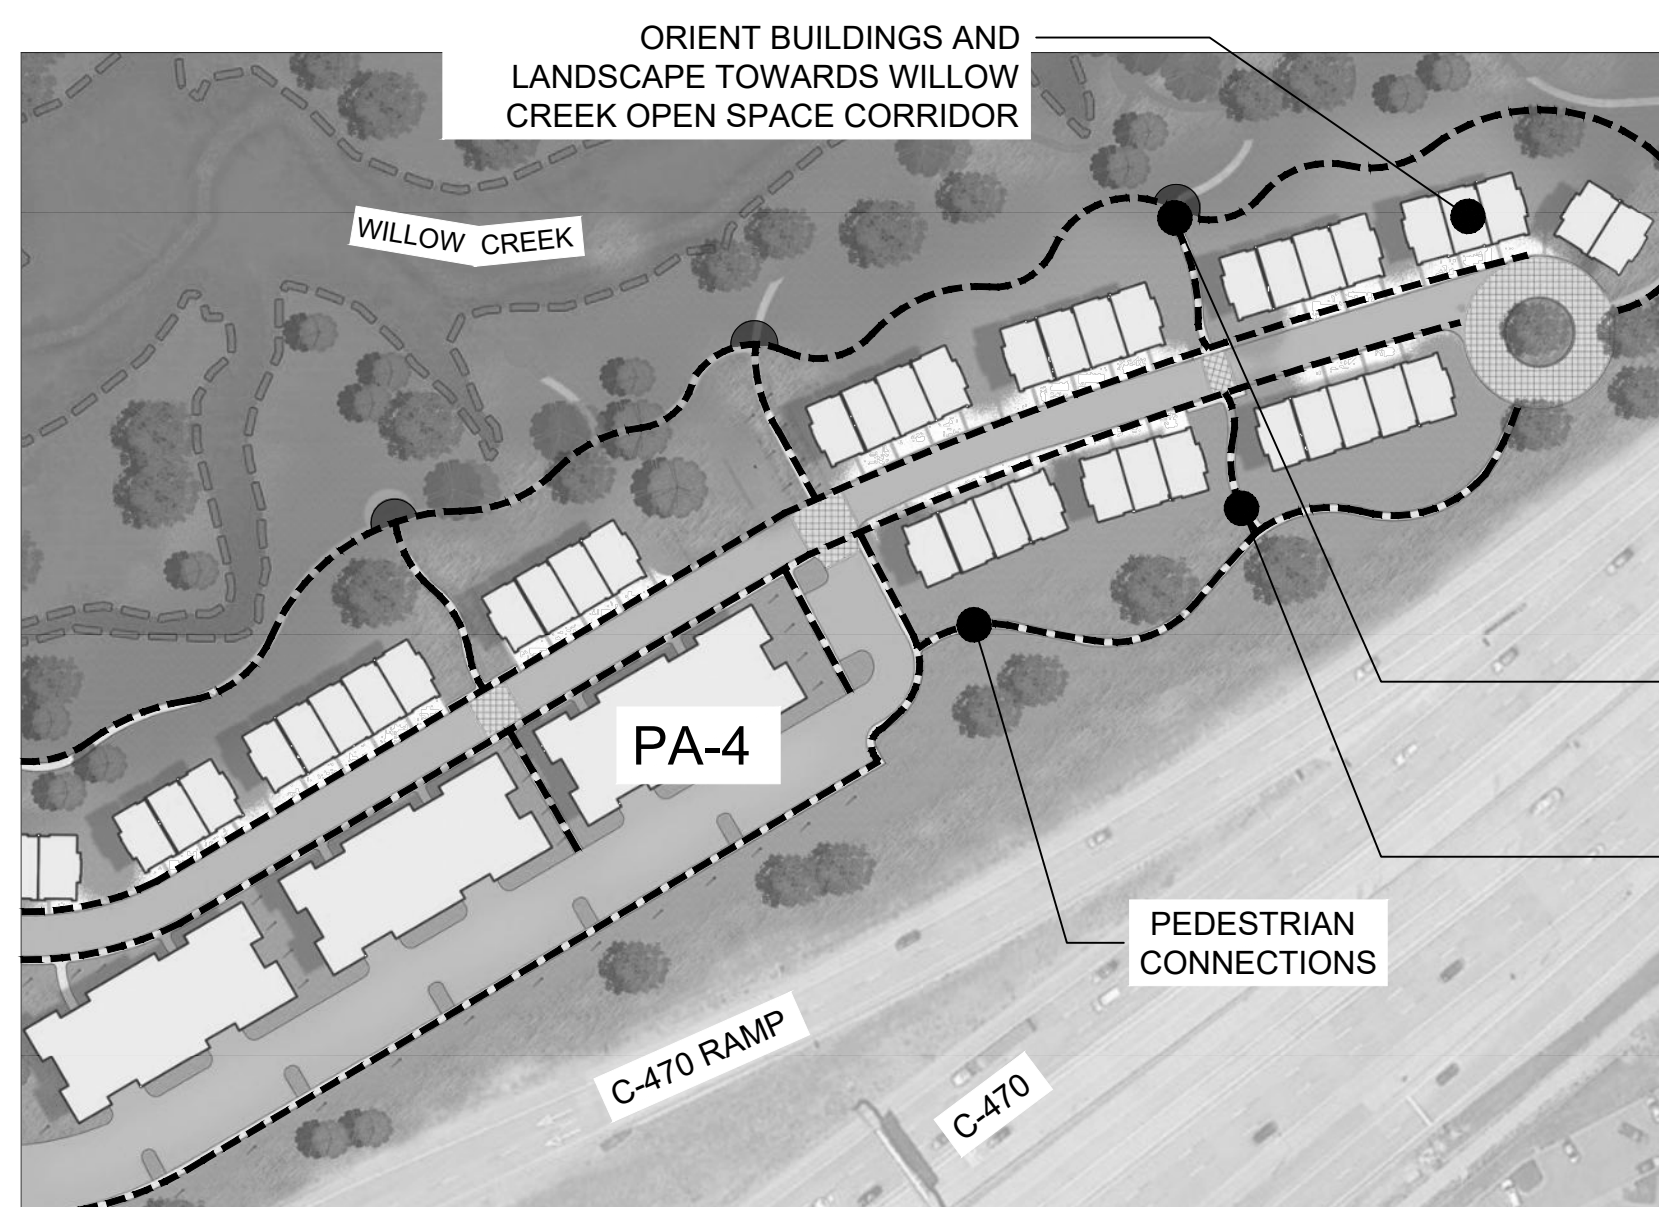 ORIENT BUILDINGS AND
LANDSCAPE TOWARDS WILLOW
CREEK OPEN SPACE CORRIDOR
WILLOW CREEK
PA-4
PEDESTRIAN
CONNECTIONS
C-470 RAMP
C-470